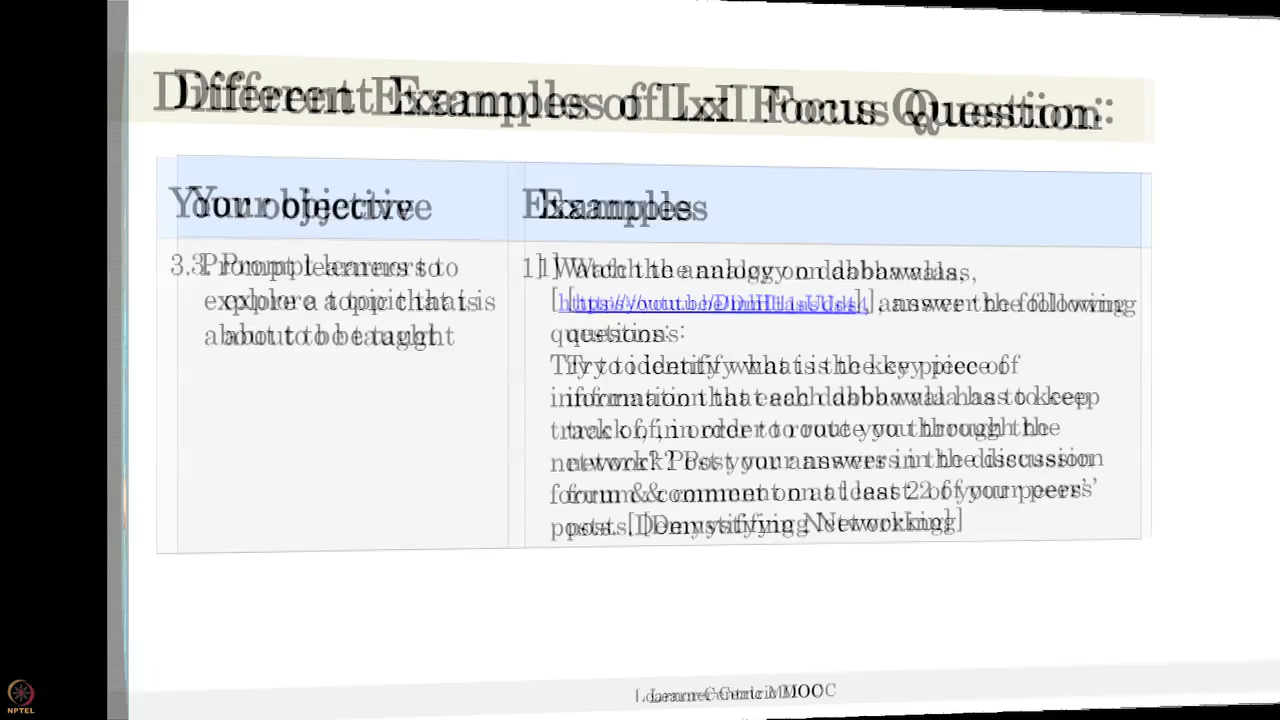 Different Examples of LxI Focus Question:
Your objective
Examples
3. Prompt learners to
explore a topic that is
about to be taught
1] Watch the analogy on dabbawalas,
answer the following
questions:
Try to identify what is the key piece of
information that each dabbawala has to keep
track of, in order to route you through the
network? Post your answers in the discussion
forum & comment on at least 2 of your peers'
posts. [Demystifying Networking]
Learner-Centric MOOC
NPTEL